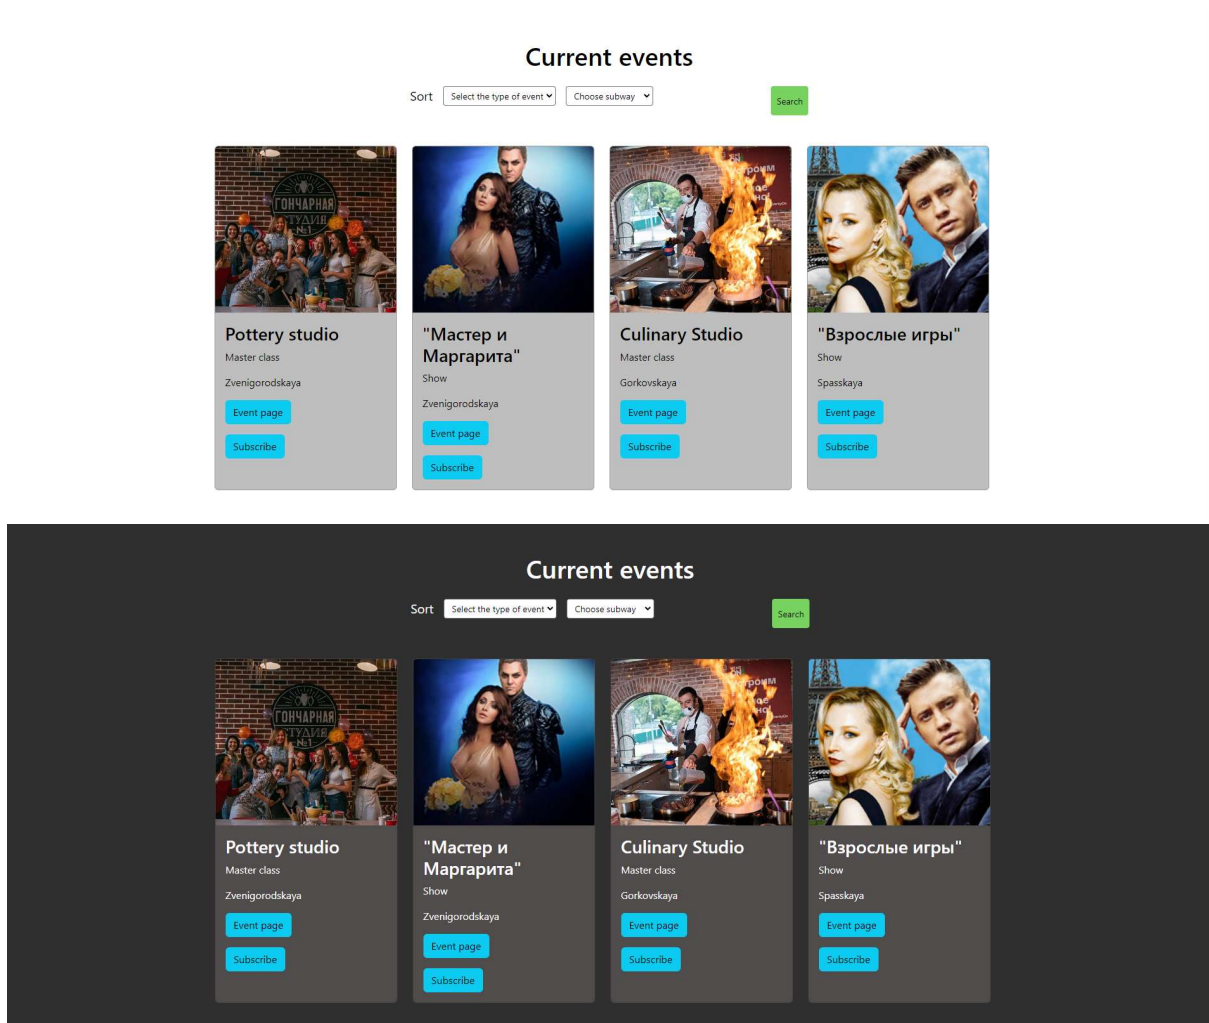 Current events
Sort Select the type of event Choose subway Search
ГОНЧАРНАЯ
СТУДИЯ
№1
Pottery studio
Master class
Zvenigorodskaya
Event page
Subscribe
"Мастер и
Маргарита"
Show
Zvenigorodskaya
Event page
Subscribe
Culinary Studio
Master class
Gorkovskaya
Event page
Subscribe
"Взрослые игры"
Show
Spasskaya
Event page
Subscribe
Current events
Sort Select the type of event Choose subway Search
ГОНЧАРНАЯ
СТУДИЯ
№1
Pottery studio
Master class
Zvenigorodskaya
Event page
Subscribe
"Мастер и
Маргарита"
Show
Zvenigorodskaya
Event page
Subscribe
Culinary Studio
Master class
Gorkovskaya
Event page
Subscribe
"Взрослые игры"
Show
Spasskaya
Event page
Subscribe